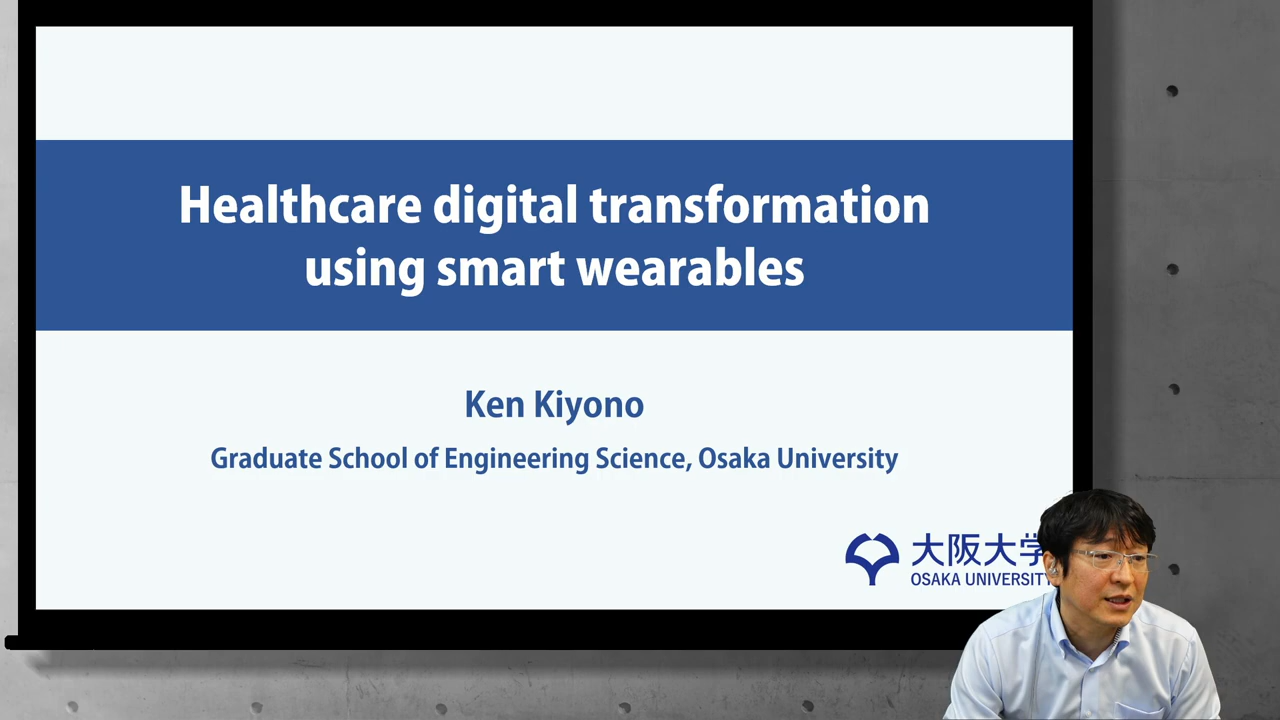 Healthcare digital transformation
using smart wearables
Ken Kiyono
Graduate School of Engineering Science, Osaka University
大阪大学
OSAKA UNIVERSITY